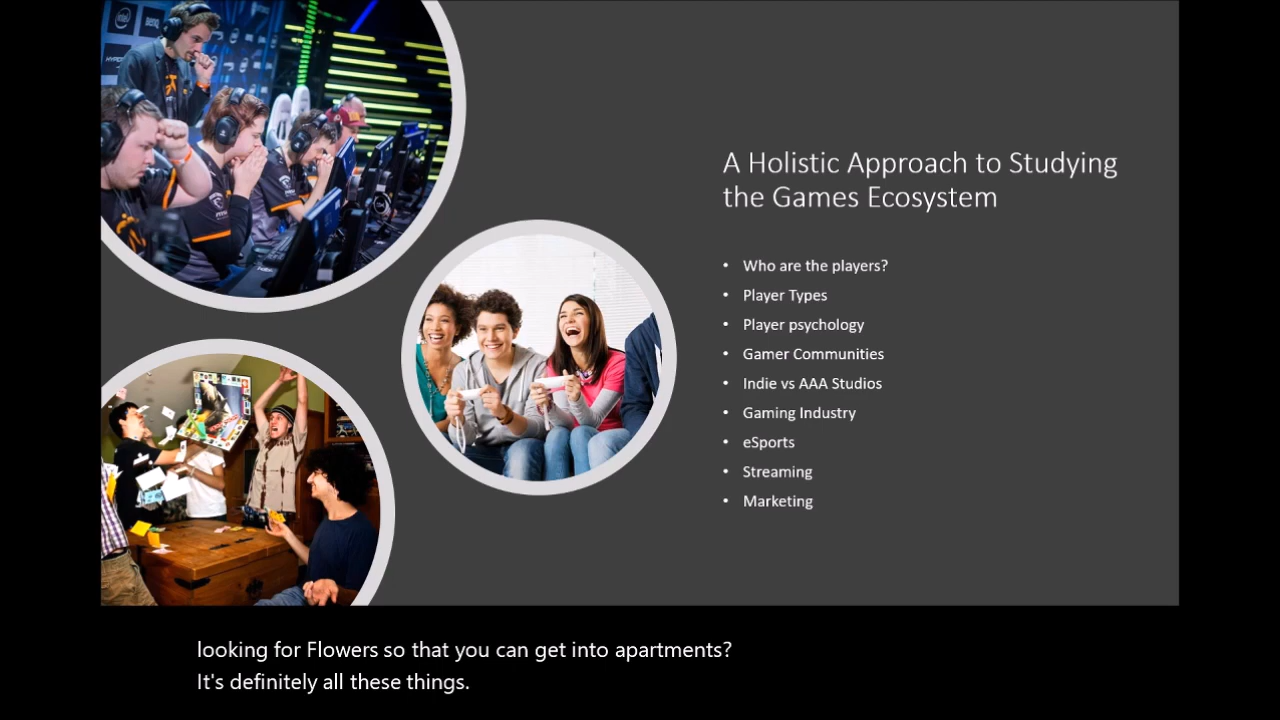 intel
A Holistic Approach to Studying
the Games Ecosystem
• Who are the players?
• Player Types
• Player psychology
• Gamer Communities
• Indie vs AAA Studios
• Gaming Industry
• eSports
• Streaming
• Marketing
looking for Flowers so that you can get into apartments?
It's definitely all these things.